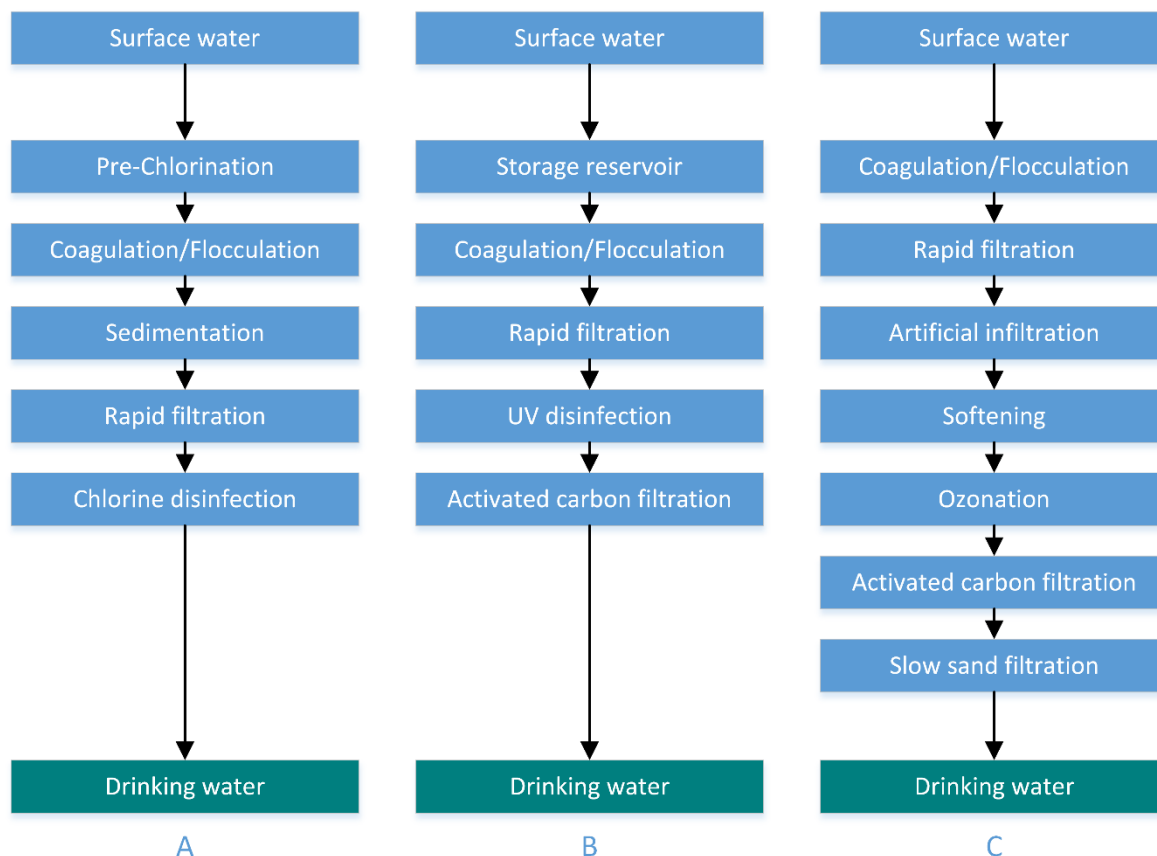 Surface water
Pre-Chlorination
Coagulation/Flocculation
Sedimentation
Rapid filtration
Chlorine disinfection
Drinking water
A
Surface water
Storage reservoir
Coagulation/Flocculation
Rapid filtration
UV disinfection
Activated carbon filtration
Drinking water
B
Surface water
Coagulation/Flocculation
Rapid filtration
Artificial infiltration
Softening
Ozonation
Activated carbon filtration
Slow sand filtration
Drinking water
C